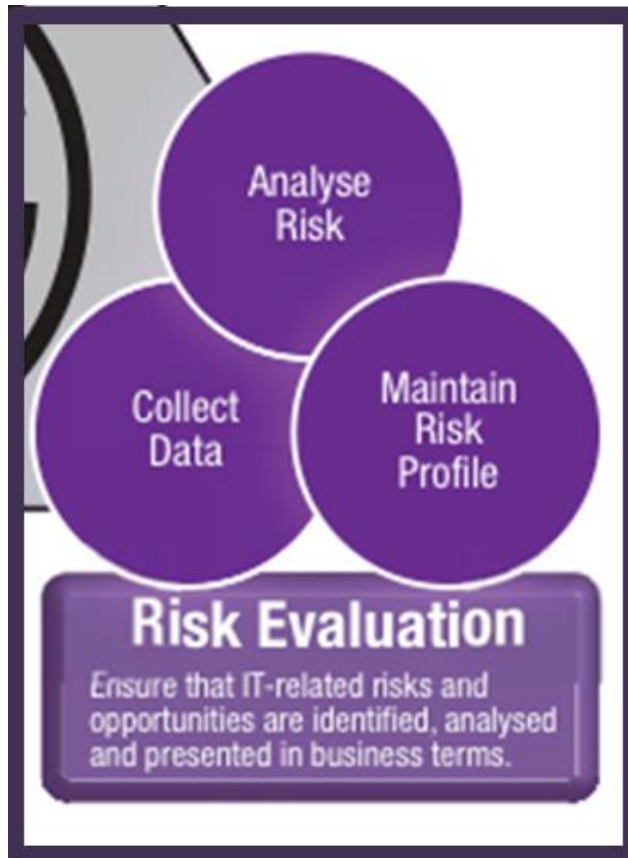 Analyse
Risk
Collect
Data
Maintain
Risk
Profile
Risk Evaluation
Ensure that IT-related risks and
opportunities are identified, analysed
and presented in business terms.